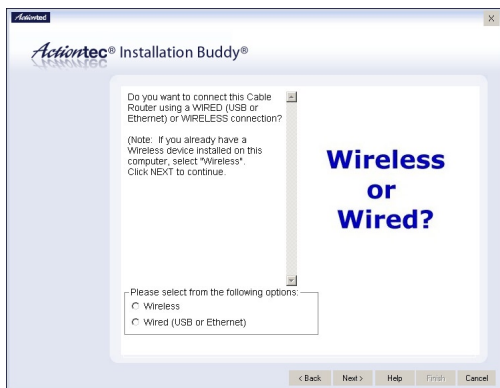 Actiontec
X
Actiontec® Installation Buddy®
Do you want to connect this Cable
Router using a WIRED (USB or
Ethernet) or WIRELESS connection?
(Note: If you already have a
Wireless device installed on this
computer, select "Wireless".
Click NEXT to continue.
Wireless
or
Wired?
Please select from the following options:
Wireless
Wired (USB or Ethernet)
< Back Next > Help Finish Cancel